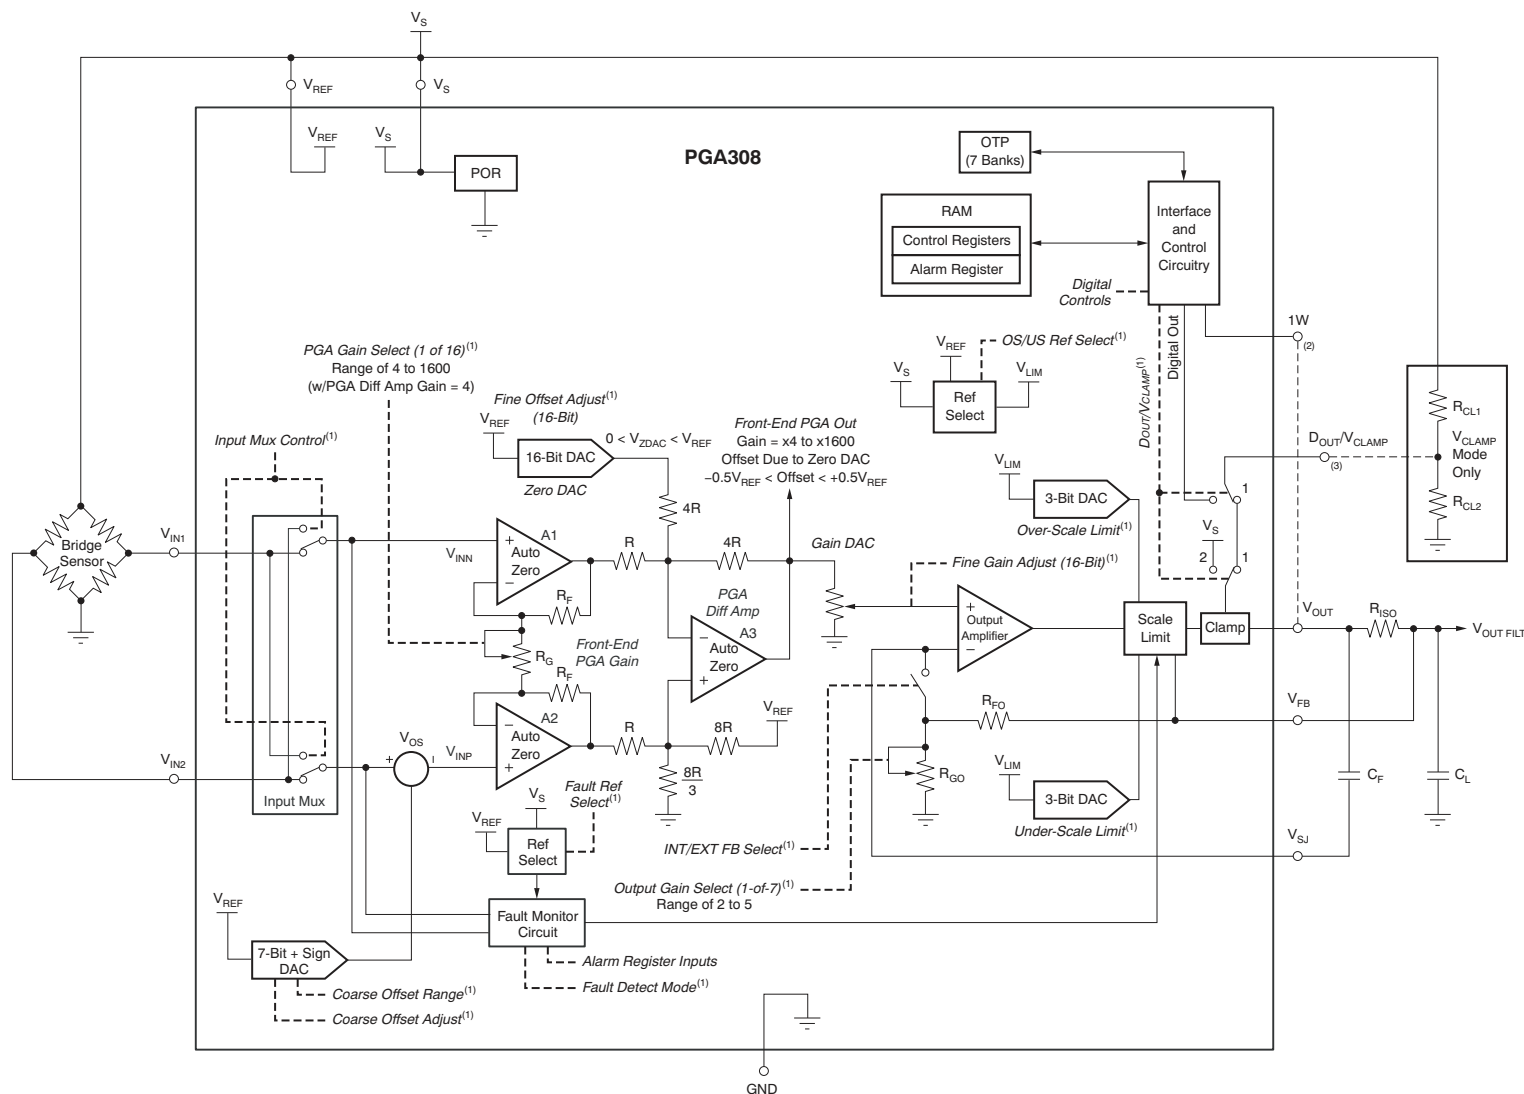 VS
VREF
VS
VREF
VS
POR
PGA308
OTP
(7 Banks)
RAM
Control Registers
Alarm Register
Interface
and
Control
Circuitry
Digital
Controls
DOUT/VCLAMP(1)
Digital Out
1W
(2)
OS/US Ref Select(1)
VREF
VS
VLIM
Ref
Select
PGA Gain Select (1 of 16)(1)
Range of 4 to 1600
(w/PGA Diff Amp Gain = 4)
Fine Offset Adjust(1)
(16-Bit)
VREF
16-Bit DAC
0 < VZDAC < VREF
Zero DAC
Front-End PGA Out
Gain = x4 to x1600
Offset Due to Zero DAC
−0.5VREF < Offset < +0.5VREF
Input Mux Control(1)
4R
VLIM
3-Bit DAC
Over-Scale Limit(1)
VS
1
2
1
DOUT/VCLAMP
(3)
RCL1
VCLAMP
Mode
Only
RCL2
Bridge
Sensor
VIN1
VINN
+
A1
Auto
Zero
−
R
4R
Gain DAC
Fine Gain Adjust (16-Bit)(1)
RF
PGA
Diff Amp
Front-End
PGA Gain
RG
RF
−
A3
Auto
Zero
+
+
Output
Amplifier
−
Scale
Limit
Clamp
VOUT
RISO
VOUT FILT
VIN2
Input Mux
VOS
+
−
VINP
−
A2
Auto
Zero
+
R
8R
VREF
8R
3
RFO
VFB
RGO
VLIM
3-Bit DAC
Under-Scale Limit(1)
CF
CL
VSJ
Fault Ref
Select(1)
VS
VREF
Ref
Select
INT/EXT FB Select(1)
Output Gain Select (1-of-7)(1)
Range of 2 to 5
Fault Monitor
Circuit
VREF
7-Bit + Sign
DAC
Alarm Register Inputs
Fault Detect Mode(1)
Coarse Offset Range(1)
Coarse Offset Adjust(1)
GND